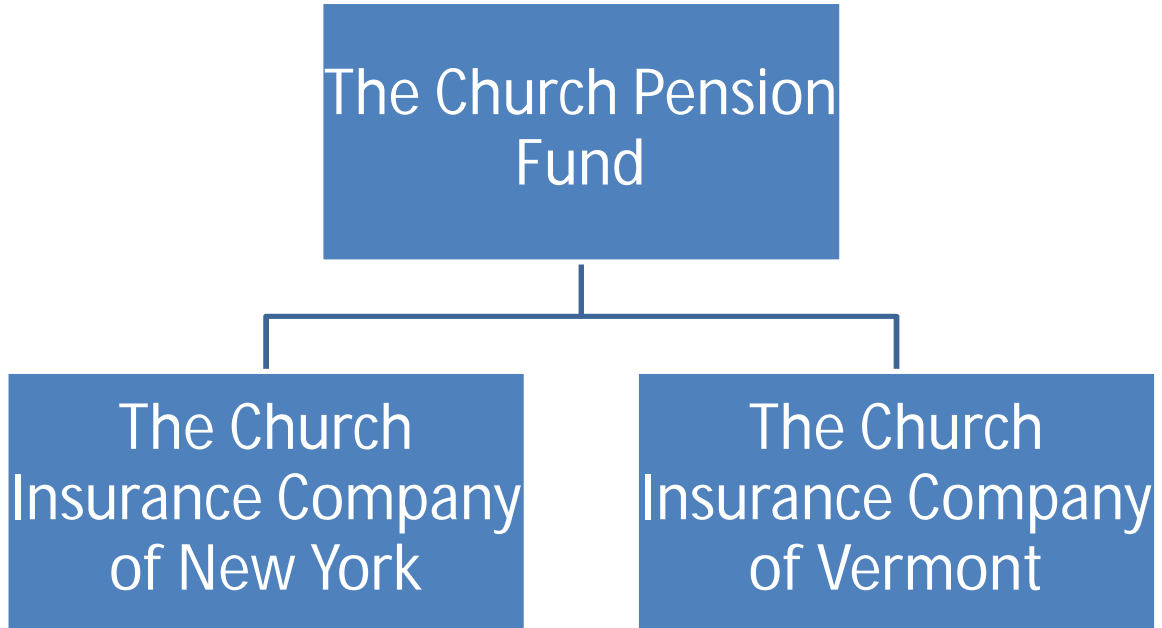 The Church Pension
Fund
The Church
Insurance Company
of New York
The Church
Insurance Company
of Vermont